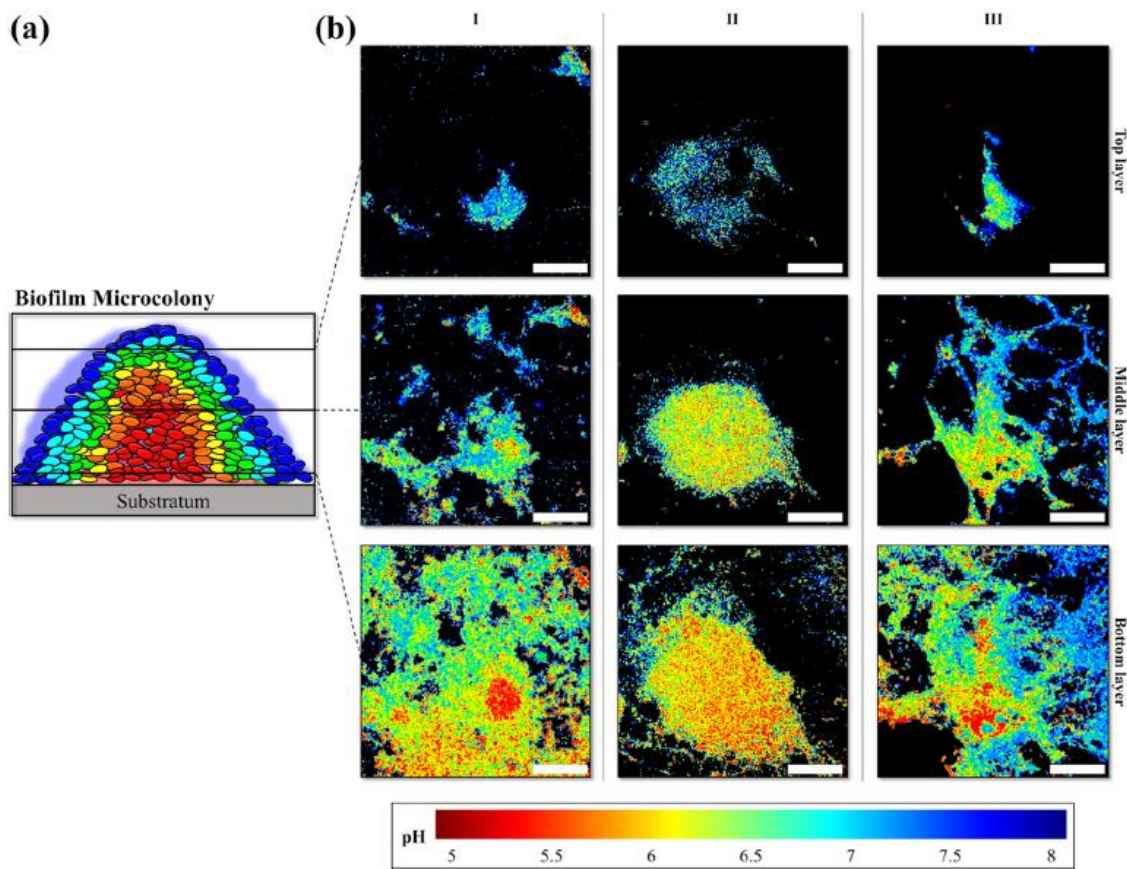 (a)
(b)
I
II
III
Top layer
Biofilm Microcolony
Middle layer
Substratum
Bottom layer
pH
5 5.5 6 6.5 7 7.5 8